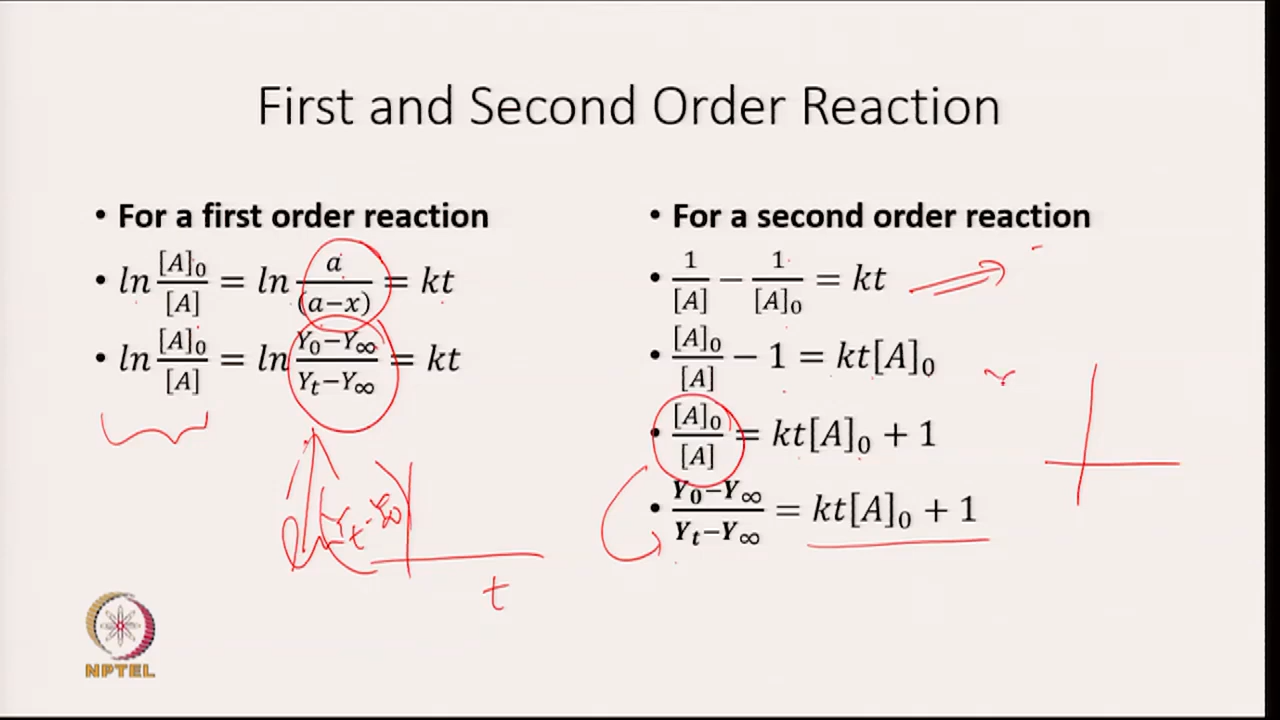 First and Second Order Reaction
• For a first order reaction
• ln [A]₀/[A] = ln a/(a−x) = kt
• ln [A]₀/[A] = ln Y₀−Y∞/Yₜ−Y∞ = kt
ln(Yₜ-Y∞)
t
• For a second order reaction
• 1/[A] − 1/[A]₀ = kt
• [A]₀/[A] − 1 = kt[A]₀
• [A]₀/[A] = kt[A]₀ + 1
• Y₀−Y∞/Yₜ−Y∞ = kt[A]₀ + 1
NPTEL